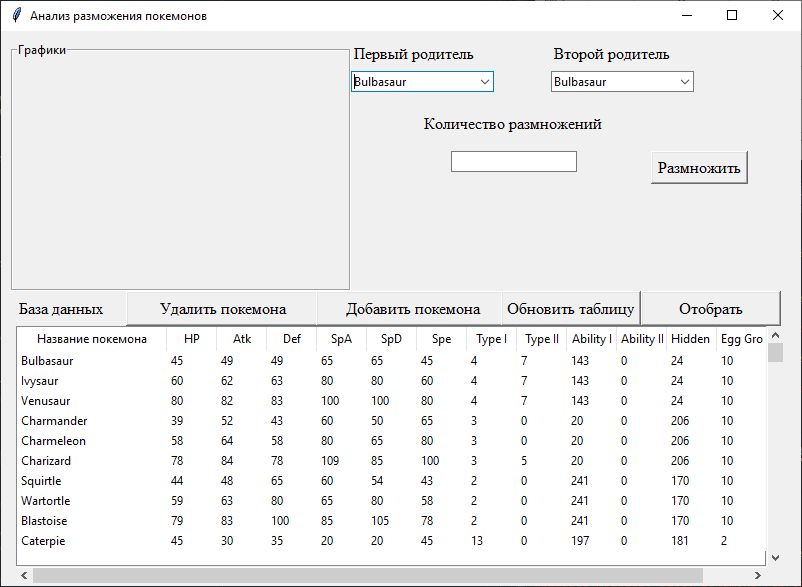 Анализ разможения покемонов
Графики
Первый родитель Второй родитель
Bulbasaur Bulbasaur
Количество размножений
Размножить
База данных Удалить покемона Добавить покемона Обновить таблицу Отобрать
Название покемона HP Atk Def SpA SpD Spe Type I Type II Ability I Ability II Hidden Egg Gro
Bulbasaur 45 49 49 65 65 45 4 7 143 0 24 10
Ivysaur 60 62 63 80 80 60 4 7 143 0 24 10
Venusaur 80 82 83 100 100 80 4 7 143 0 24 10
Charmander 39 52 43 60 50 65 3 0 20 0 206 10
Charmeleon 58 64 58 80 65 80 3 0 20 0 206 10
Charizard 78 84 78 109 85 100 3 5 20 0 206 10
Squirtle 44 48 65 60 54 43 2 0 241 0 170 10
Wartortle 59 63 80 65 80 58 2 0 241 0 170 10
Blastoise 79 83 100 85 105 78 2 0 241 0 170 10
Caterpie 45 30 35 20 20 45 13 0 197 0 181 2